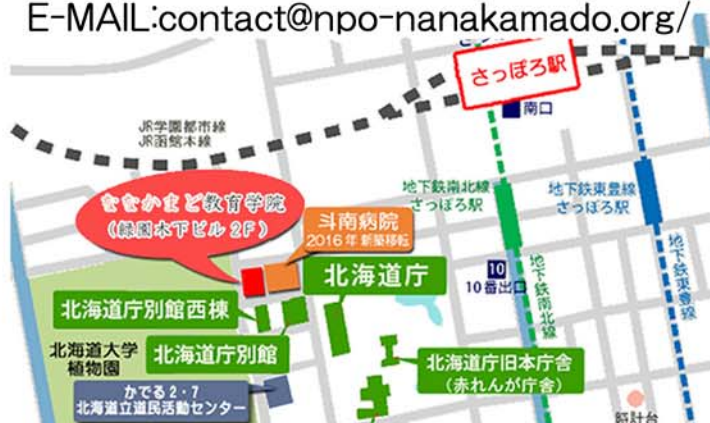 E-MAIL:contact@npo-nanakamado.org/
さっぽろ駅
南口
JR学園都市線
JR函館本線
ななかまど教育学院
(緑園木下ビル2F)
地下鉄南北線
さっぽろ駅
地下鉄東豊線
さっぽろ駅
斗南病院
2016年新築移転
北海道庁
10
10番出口
地下鉄南北線
地下鉄東豊線
北海道庁別館西棟
北海道大学
植物園
北海道庁別館
北海道庁旧本庁舎
(赤れんが庁舎)
かでる2・7
北海道立道民活動センター
時計台